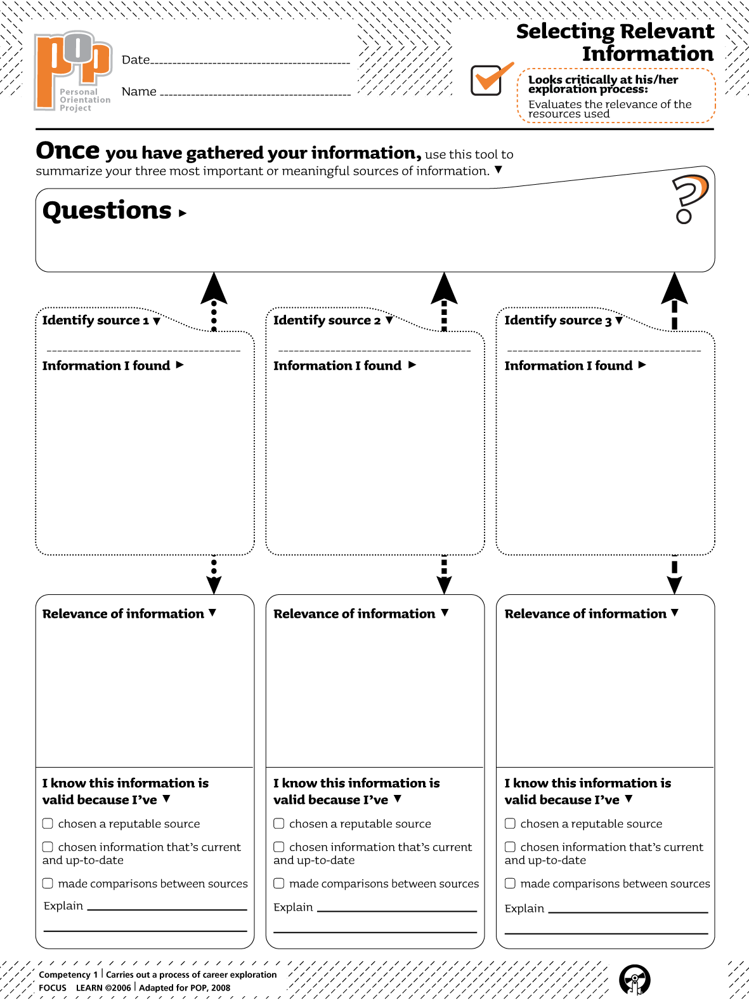 Selecting Relevant
Information
pop
Personal
Orientation
Project
Date
Name
Looks critically at his/her
exploration process:
Evaluates the relevance of the
resources used
Once you have gathered your information, use this tool to
summarize your three most important or meaningful sources of information. ▼
Questions ►
?
Identify source 1 ▼
Information I found ►
Identify source 2 ▼
Information I found ►
Identify source 3 ▼
Information I found ►
Relevance of information ▼
I know this information is
valid because I've ▼
chosen a reputable source
chosen information that's current
and up-to-date
made comparisons between sources
Explain
Relevance of information ▼
I know this information is
valid because I've ▼
chosen a reputable source
chosen information that's current
and up-to-date
made comparisons between sources
Explain
Relevance of information ▼
I know this information is
valid because I've ▼
chosen a reputable source
chosen information that's current
and up-to-date
made comparisons between sources
Explain
Competency 1 | Carries out a process of career exploration
FOCUS LEARN ©2006 | Adapted for POP, 2008